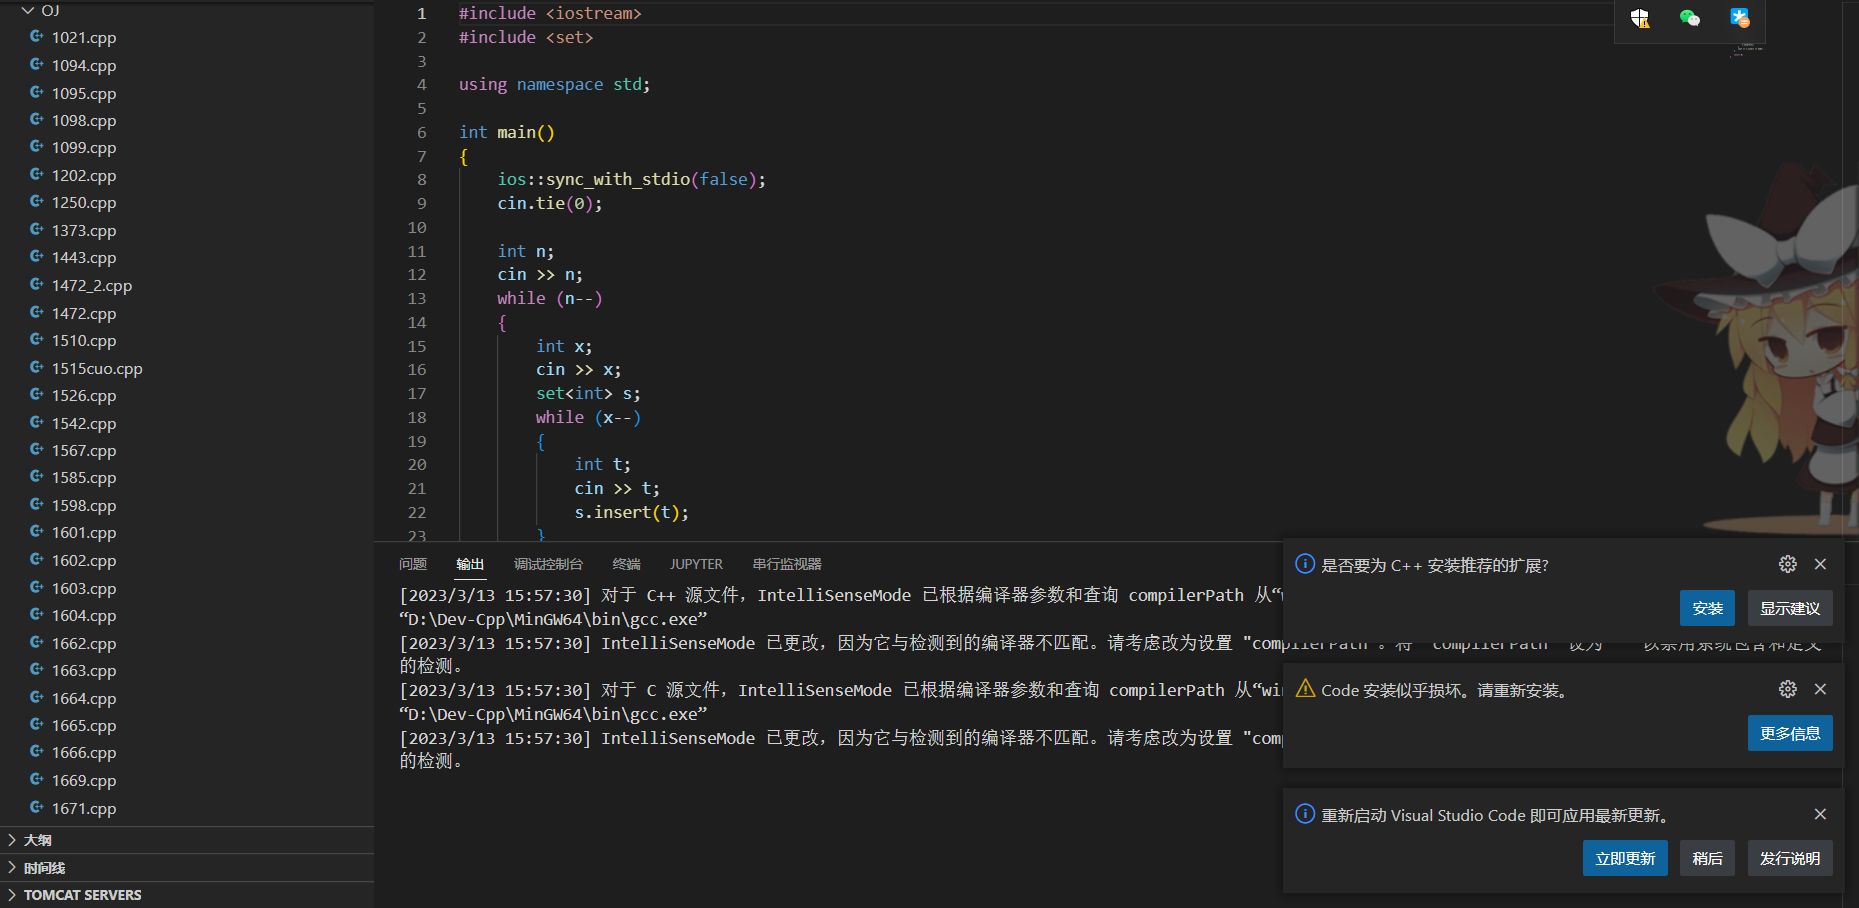 OJ
1021.cpp
1094.cpp
1095.cpp
1098.cpp
1099.cpp
1202.cpp
1250.cpp
1373.cpp
1443.cpp
1472_2.cpp
1472.cpp
1510.cpp
1515cuo.cpp
1526.cpp
1542.cpp
1567.cpp
1585.cpp
1598.cpp
1601.cpp
1602.cpp
1603.cpp
1604.cpp
1662.cpp
1663.cpp
1664.cpp
1665.cpp
1666.cpp
1669.cpp
1671.cpp
大纲
时间线
TOMCAT SERVERS
1 #include <iostream>
2 #include <set>
3
4 using namespace std;
5
6 int main()
7 {
8 ios::sync_with_stdio(false);
9 cin.tie(0);
10
11 int n;
12 cin >> n;
13 while (n--)
14 {
15 int x;
16 cin >> x;
17 set<int> s;
18 while (x--)
19 {
20 int t;
21 cin >> t;
22 s.insert(t);
23 }
问题 输出 调试控制台 终端 JUPYTER 串行监视器
[2023/3/13 15:57:30] 对于 C++ 源文件，IntelliSenseMode 已根据编译器参数和查询 compilerPath 从“
“D:\Dev-Cpp\MinGW64\bin\gcc.exe”
[2023/3/13 15:57:30] IntelliSenseMode 已更改，因为它与检测到的编译器不匹配。请考虑改为设置 "compilerPath"。将 "compilerPath" 设为 "" 以禁用系统包含和定义
的检测。
[2023/3/13 15:57:30] 对于 C 源文件，IntelliSenseMode 已根据编译器参数和查询 compilerPath 从“wi
“D:\Dev-Cpp\MinGW64\bin\gcc.exe”
[2023/3/13 15:57:30] IntelliSenseMode 已更改，因为它与检测到的编译器不匹配。请考虑改为设置 "com
的检测。
是否要为 C++ 安装推荐的扩展?
安装 显示建议
Code 安装似乎损坏。请重新安装。
更多信息
重新启动 Visual Studio Code 即可应用最新更新。
立即更新 稍后 发行说明